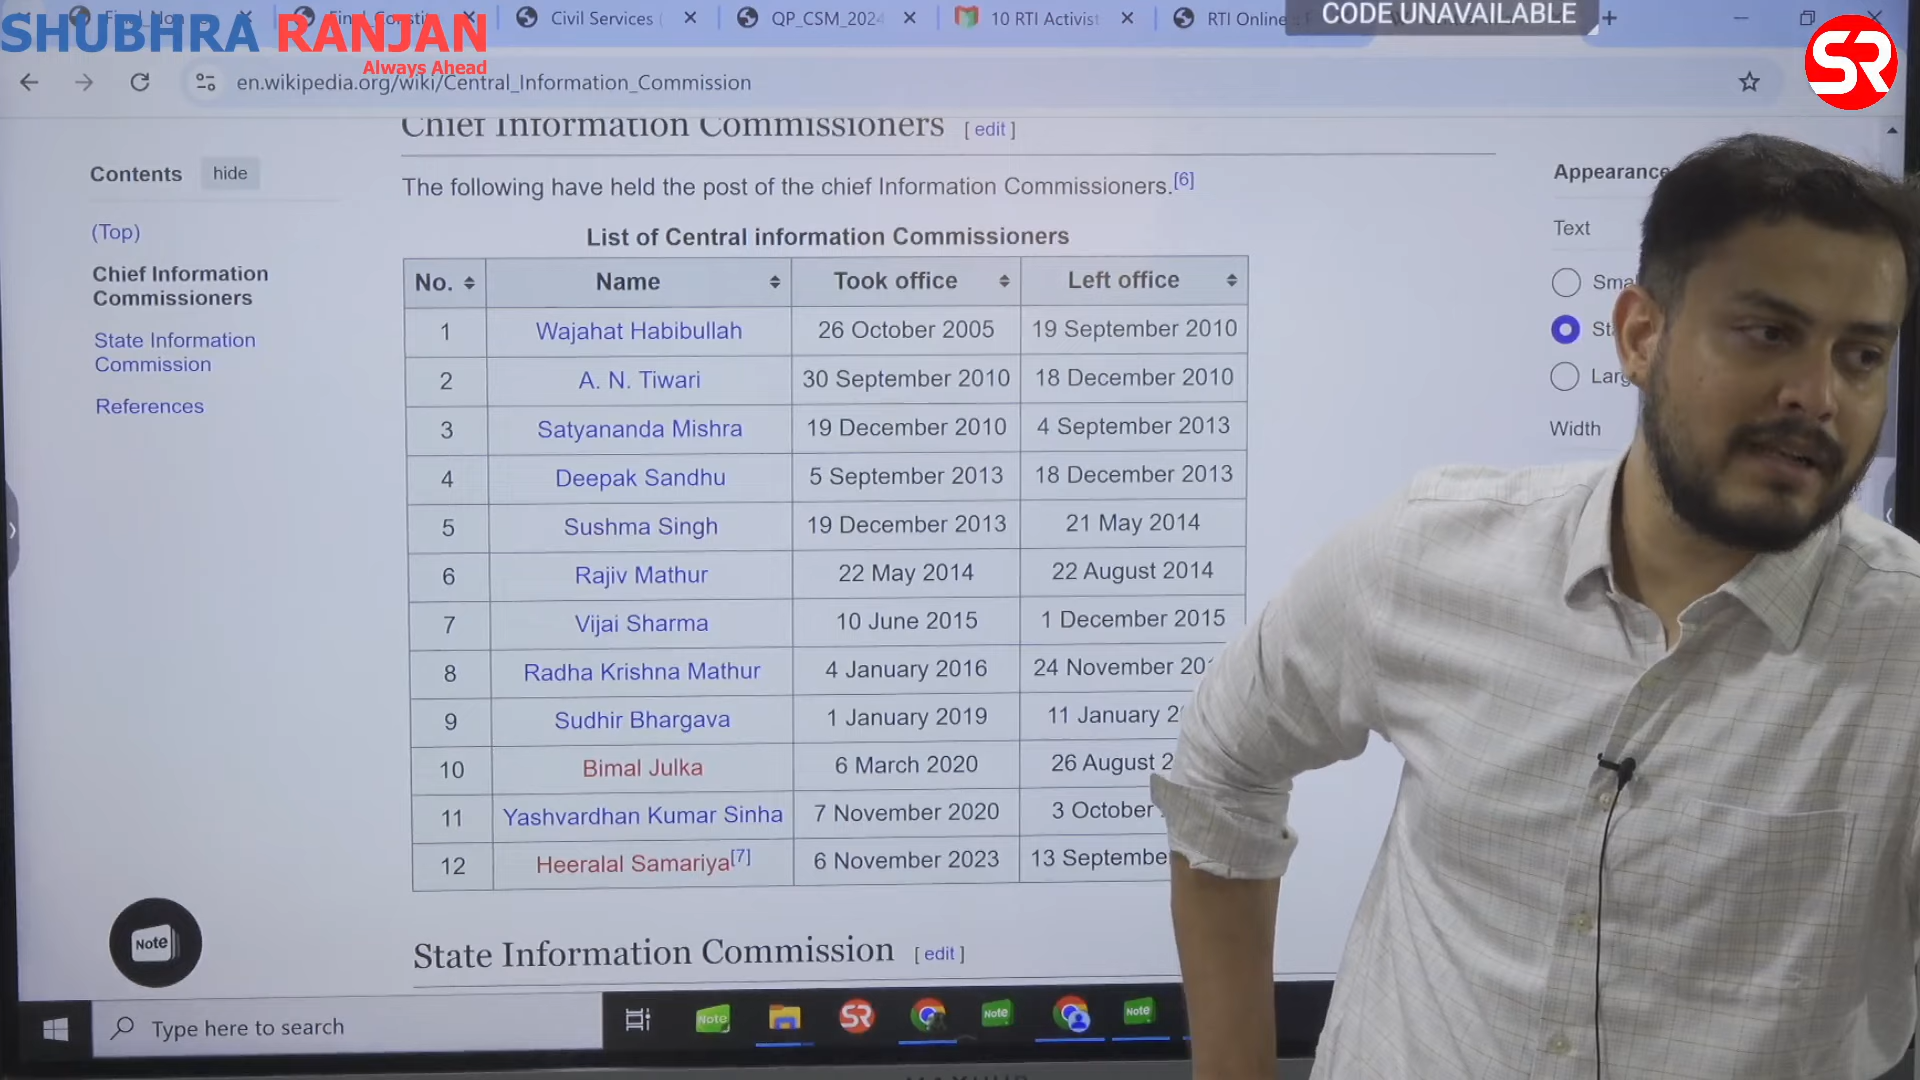 SHUBHRA RANJAN
Always Ahead
Civil Services
QP_CSM_2024
10 RTI Activist
RTI Online
CODE UNAVAILABLE
SR
en.wikipedia.org/wiki/Central_Information_Commission
Contents hide
(Top)
Chief Information
Commissioners
State Information
Commission
References
Chief Information Commissioners [ edit ]
The following have held the post of the chief Information Commissioners.[6]
List of Central information Commissioners
No. Name Took office Left office
1 Wajahat Habibullah 26 October 2005 19 September 2010
2 A. N. Tiwari 30 September 2010 18 December 2010
3 Satyananda Mishra 19 December 2010 4 September 2013
4 Deepak Sandhu 5 September 2013 18 December 2013
5 Sushma Singh 19 December 2013 21 May 2014
6 Rajiv Mathur 22 May 2014 22 August 2014
7 Vijai Sharma 10 June 2015 1 December 2015
8 Radha Krishna Mathur 4 January 2016 24 November
9 Sudhir Bhargava 1 January 2019 11 January
10 Bimal Julka 6 March 2020 26 August
11 Yashvardhan Kumar Sinha 7 November 2020 3 October
12 Heeralal Samariya[7] 6 November 2023 13
State Information Commission [ edit ]
Appearance
Text
Width
Note
Type here to search
Note
SR
Note
Note